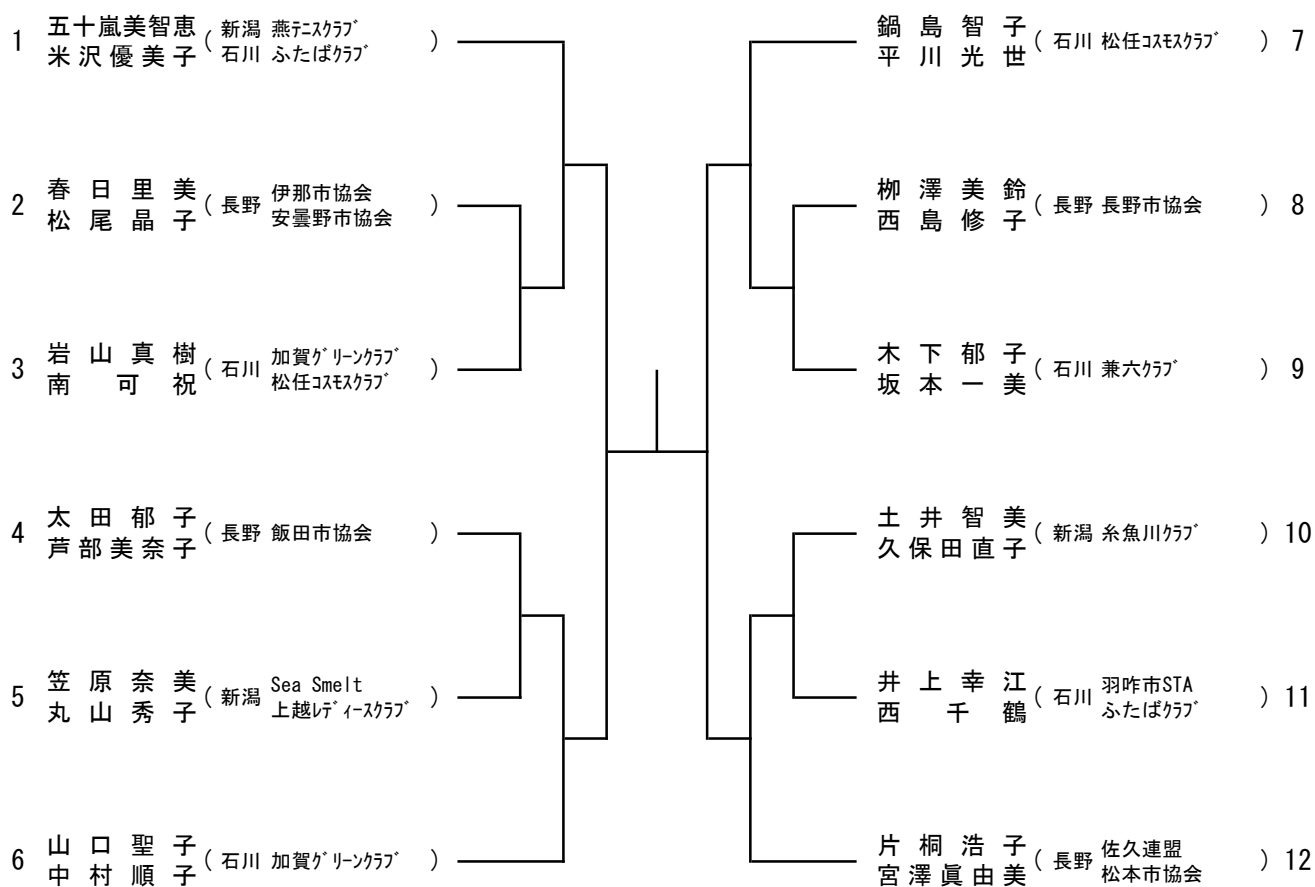 1 五十嵐美智恵 ( 新潟 燕テニスクラブ )
米沢優美子 石川 ふたばクラブ
2 春日里美 ( 長野 伊那市協会 )
松尾晶子 安曇野市協会
3 岩山真樹 ( 石川 加賀グリーンクラブ )
南可祝 松任コスモスクラブ
4 太田郁子 ( 長野 飯田市協会 )
芦部美奈子
5 笠原奈美 ( 新潟 Sea Smelt )
丸山秀子 上越レディースクラブ
6 山口聖子 ( 石川 加賀グリーンクラブ )
中村順子
鍋島智子 ( 石川 松任コスモスクラブ ) 7
平川光世
栁澤美鈴 ( 長野 長野市協会 ) 8
西島修子
木下郁子 ( 石川 兼六クラブ ) 9
坂本一美
土井智美 ( 新潟 糸魚川クラブ ) 10
久保田直子
井上幸江 ( 石川 羽咋市STA ) 11
西千鶴 ふたばクラブ
片桐浩子 ( 長野 佐久連盟 ) 12
宮澤眞由美 松本市協会